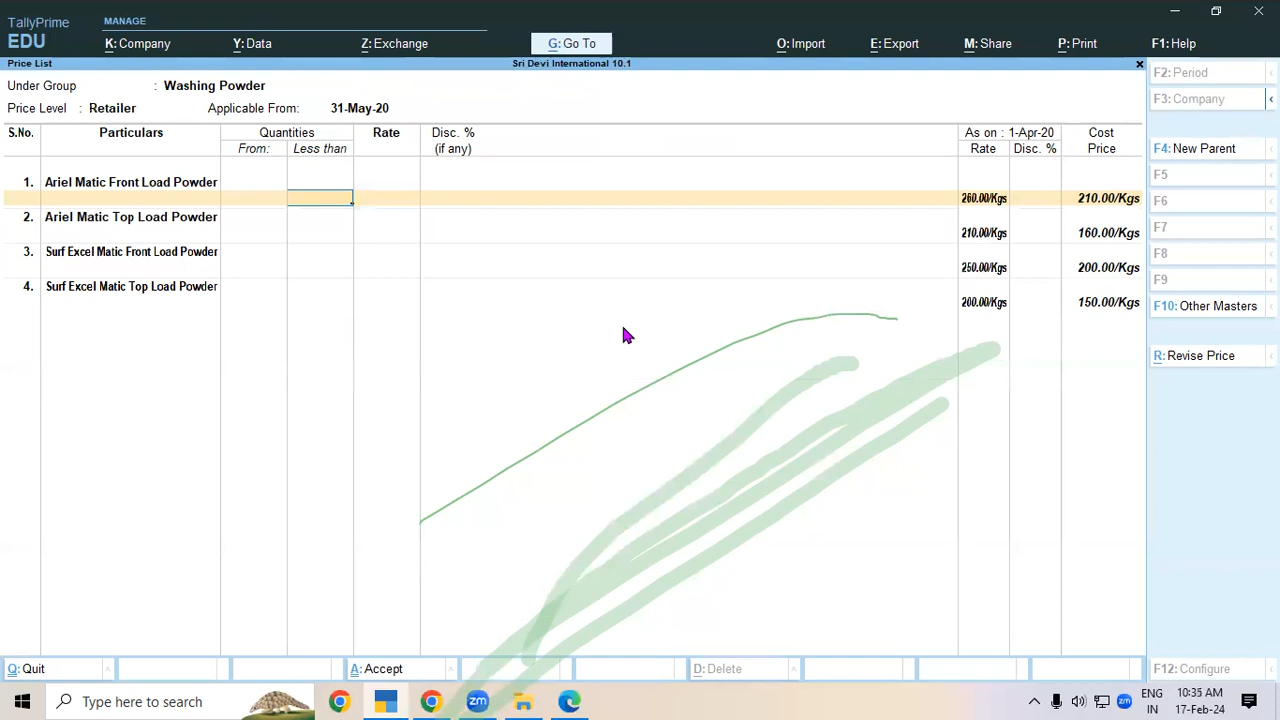 TallyPrime
EDU
MANAGE
K: Company Y: Data Z: Exchange G: Go To O: Import E: Export M: Share P: Print F1: Help
Price List Sri Devi International 10.1
Under Group : Washing Powder
Price Level : Retailer Applicable From: 31-May-20
S.No. Particulars Quantities Rate Disc. % As on : 1-Apr-20 Cost
From: Less than (if any) Rate Disc. % Price
1. Ariel Matic Front Load Powder
260.00/Kgs 210.00/Kgs
2. Ariel Matic Top Load Powder
210.00/Kgs 160.00/Kgs
3. Surf Excel Matic Front Load Powder
250.00/Kgs 200.00/Kgs
4. Surf Excel Matic Top Load Powder
200.00/Kgs 150.00/Kgs
F2: Period
F3: Company
F4: New Parent
F5
F6
F7
F8
F9
F10: Other Masters
R: Revise Price
Q: Quit A: Accept D: Delete F12: Configure
Type here to search
zm
zm
ENG
IN
10:35 AM
17-Feb-24